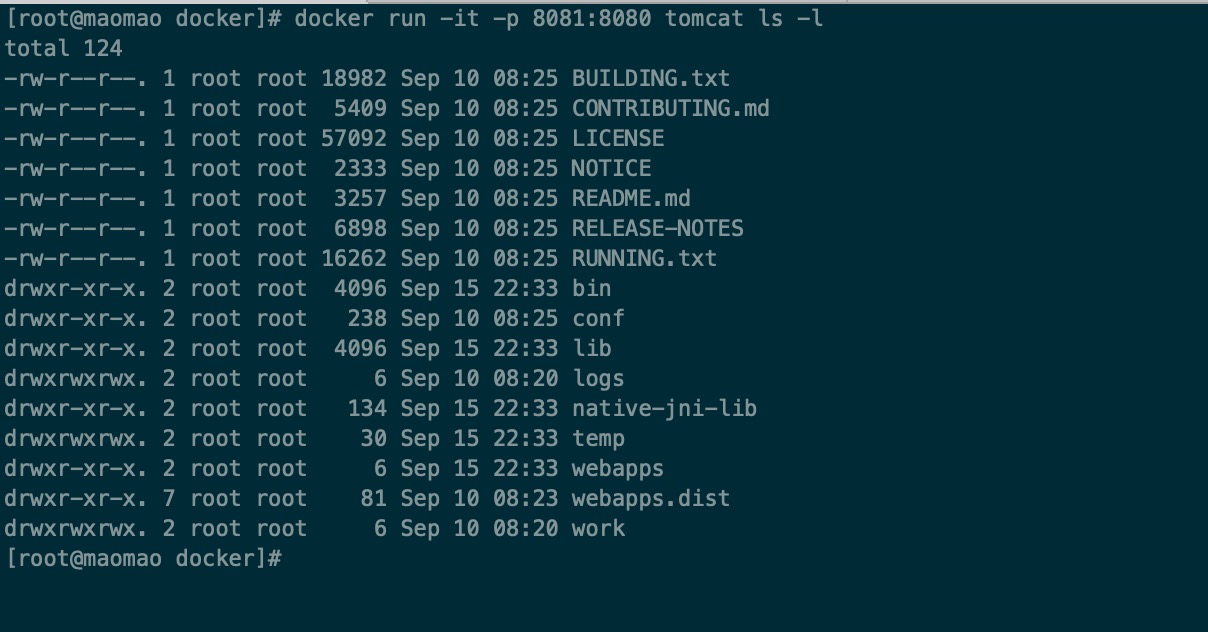 [root@maomao docker]# docker run -it -p 8081:8080 tomcat ls -l
total 124
-rw-r--r--. 1 root root 18982 Sep 10 08:25 BUILDING.txt
-rw-r--r--. 1 root root  5409 Sep 10 08:25 CONTRIBUTING.md
-rw-r--r--. 1 root root 57092 Sep 10 08:25 LICENSE
-rw-r--r--. 1 root root  2333 Sep 10 08:25 NOTICE
-rw-r--r--. 1 root root  3257 Sep 10 08:25 README.md
-rw-r--r--. 1 root root  6898 Sep 10 08:25 RELEASE-NOTES
-rw-r--r--. 1 root root 16262 Sep 10 08:25 RUNNING.txt
drwxr-xr-x. 2 root root  4096 Sep 15 22:33 bin
drwxr-xr-x. 2 root root   238 Sep 10 08:25 conf
drwxr-xr-x. 2 root root  4096 Sep 15 22:33 lib
drwxrwxrwx. 2 root root     6 Sep 10 08:20 logs
drwxr-xr-x. 2 root root   134 Sep 15 22:33 native-jni-lib
drwxrwxrwx. 2 root root    30 Sep 15 22:33 temp
drwxr-xr-x. 2 root root     6 Sep 15 22:33 webapps
drwxr-xr-x. 7 root root    81 Sep 10 08:23 webapps.dist
drwxrwxrwx. 2 root root     6 Sep 10 08:20 work
[root@maomao docker]#